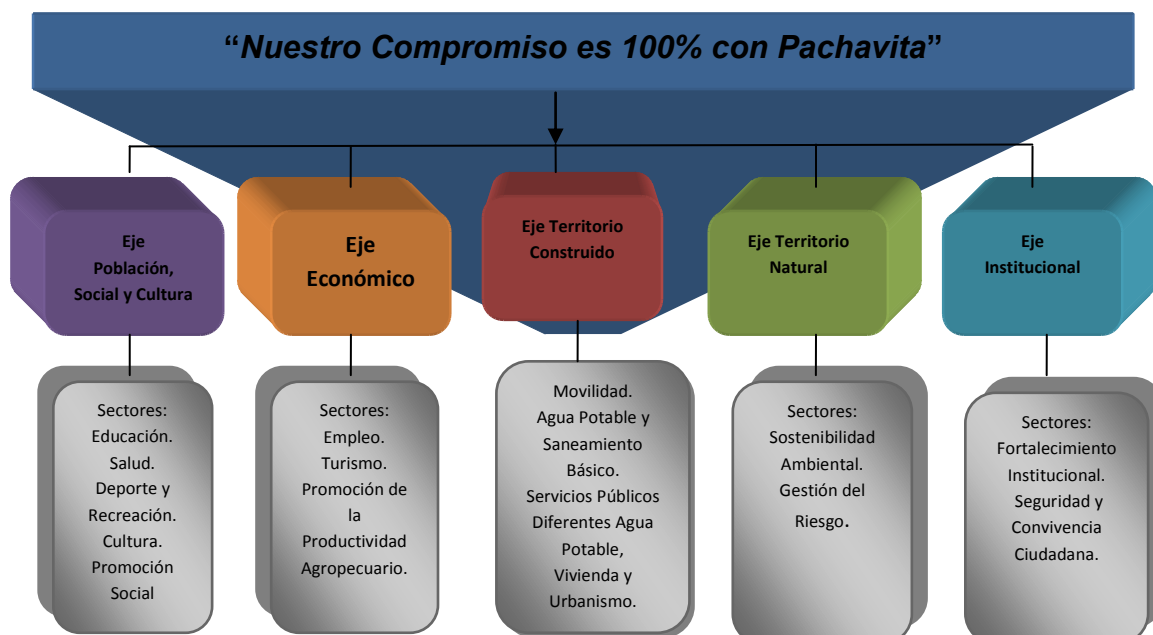 “Nuestro Compromiso es 100% con Pachavita”
Eje
Población,
Social y Cultura
Eje
Económico
Eje Territorio
Construido
Eje Territorio
Natural
Eje
Institucional
Sectores:
Educación.
Salud.
Deporte y
Recreación.
Cultura.
Promoción
Social
Sectores:
Empleo.
Turismo.
Promoción de
la
Productividad
Agropecuario.
Movilidad.
Agua Potable y
Saneamiento
Básico.
Servicios Públicos
Diferentes Agua
Potable,
Vivienda y
Urbanismo.
Sectores:
Sostenibilidad
Ambiental.
Gestión del
Riesgo.
Sectores:
Fortalecimiento
Institucional.
Seguridad y
Convivencia
Ciudadana.